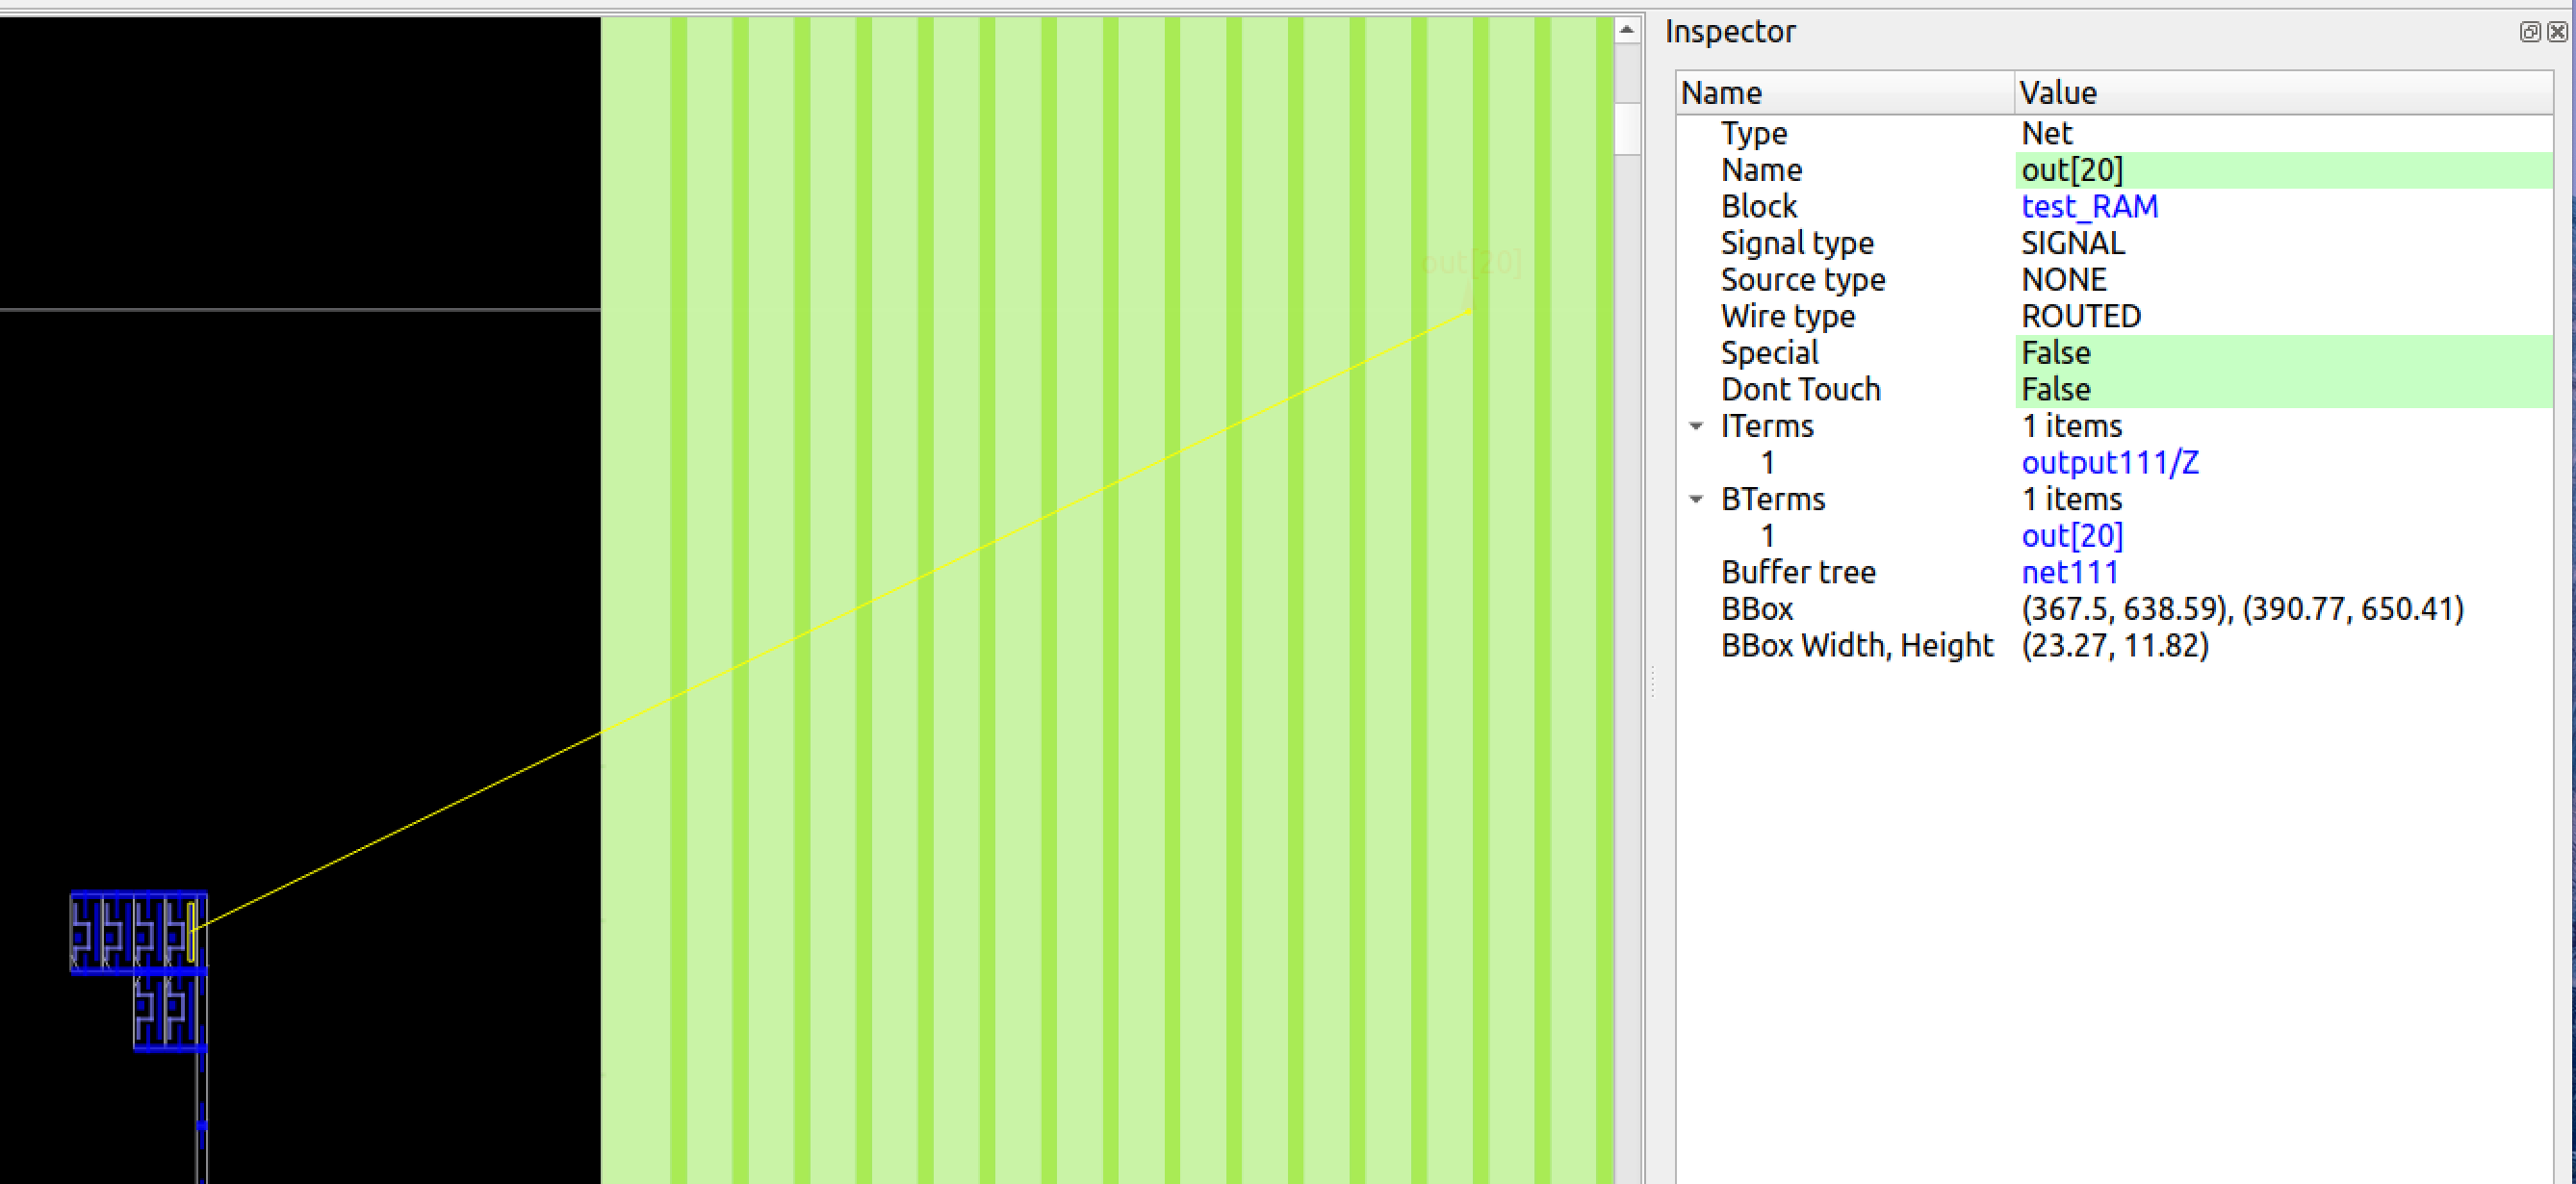 Inspector
Name Value
Type Net
Name out[20]
Block test_RAM
Signal type SIGNAL
Source type NONE
Wire type ROUTED
Special False
Dont Touch False
ITerms 1 items
1 output111/Z
BTerms 1 items
1 out[20]
Buffer tree net111
BBox (367.5, 638.59), (390.77, 650.41)
BBox Width, Height (23.27, 11.82)
out[20]